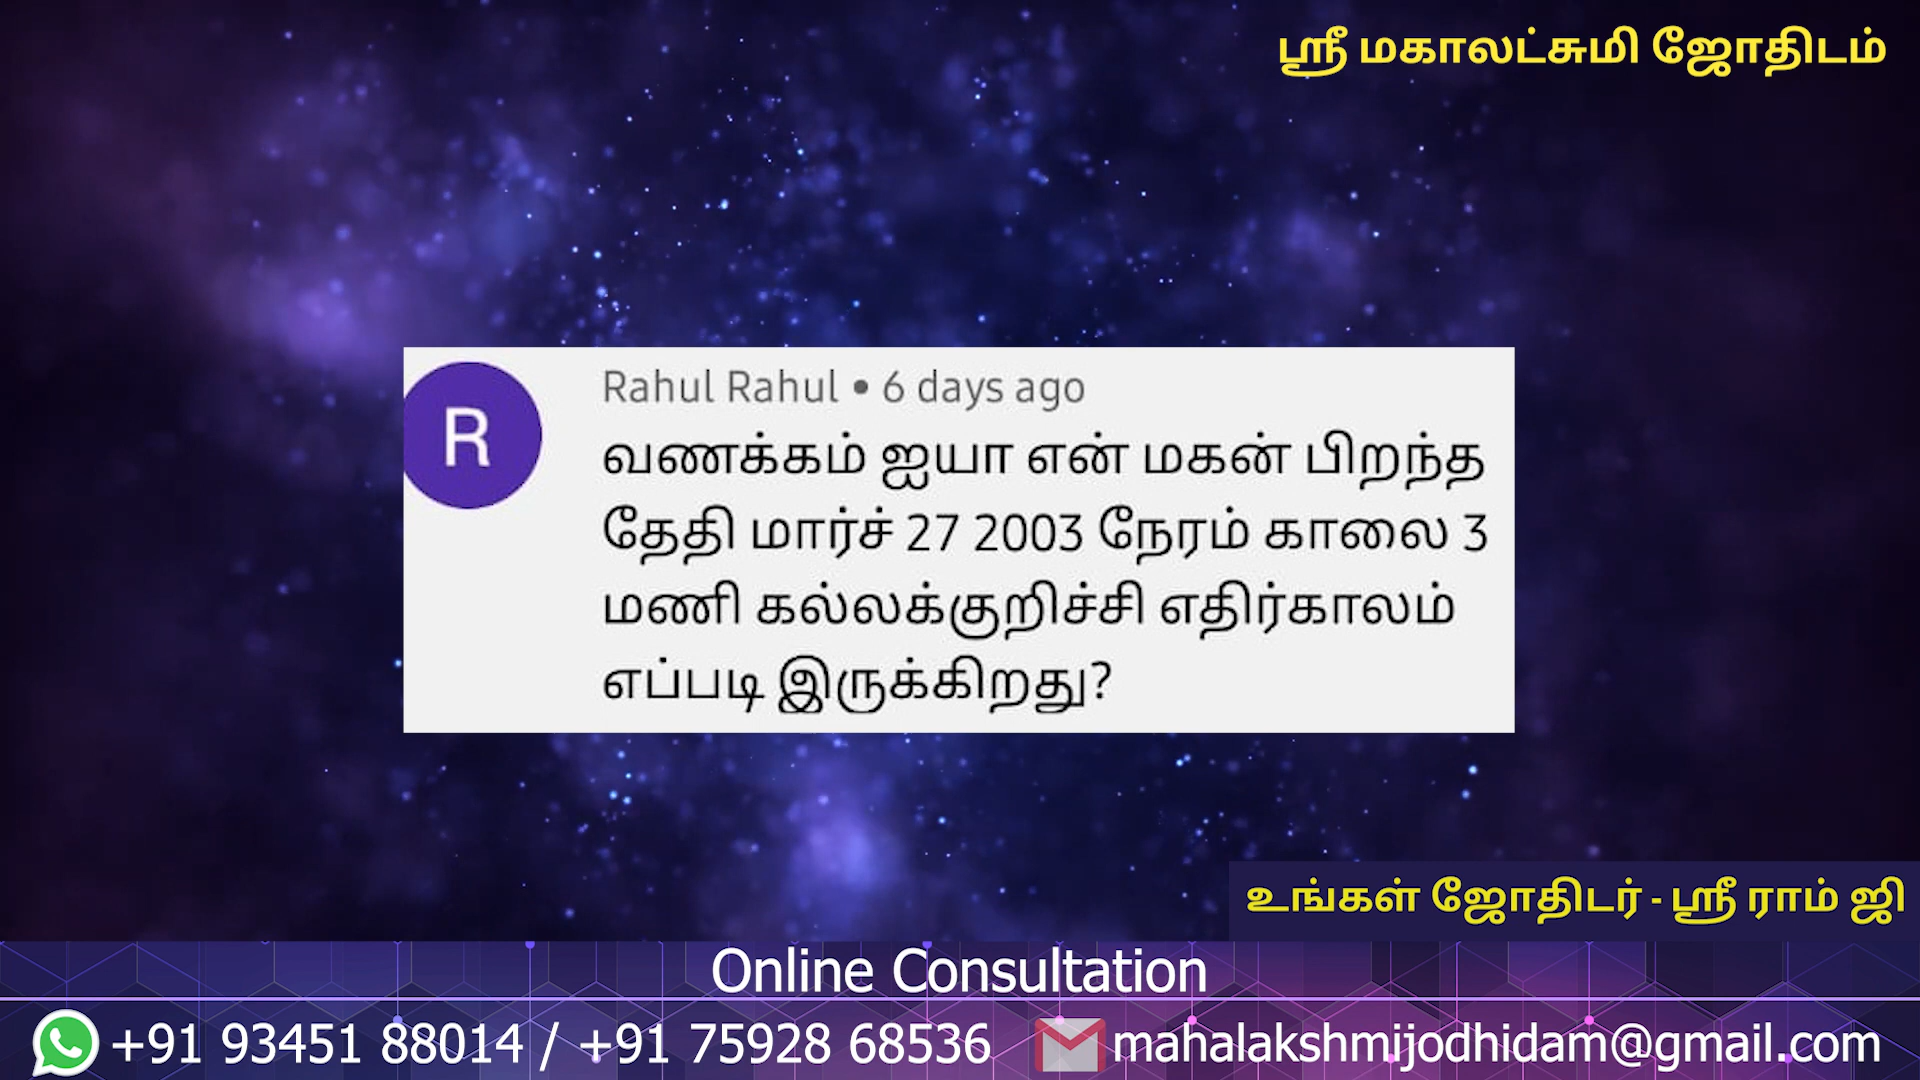 ஸ்ரீ மகாலட்சுமி ஜோதிடம்
R
Rahul Rahul • 6 days ago
வணக்கம் ஐயா என் மகன் பிறந்த
தேதி மார்ச் 27 2003 நேரம் காலை 3
மணி கல்லக்குறிச்சி எதிர்காலம்
எப்படி இருக்கிறது?
உங்கள் ஜோதிடர் - ஸ்ரீ ராம் ஜி
Online Consultation
+91 93451 88014 / +91 75928 68536 mahalakshmijodhidam@gmail.com